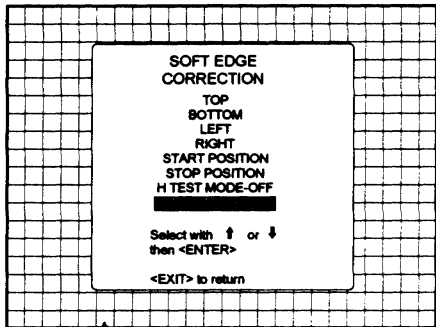 SOFT EDGE
CORRECTION
TOP
BOTTOM
LEFT
RIGHT
START POSITION
STOP POSITION
H TEST MODE-OFF
Select with ⬆ or ⬇
then <ENTER>
<EXIT> to return